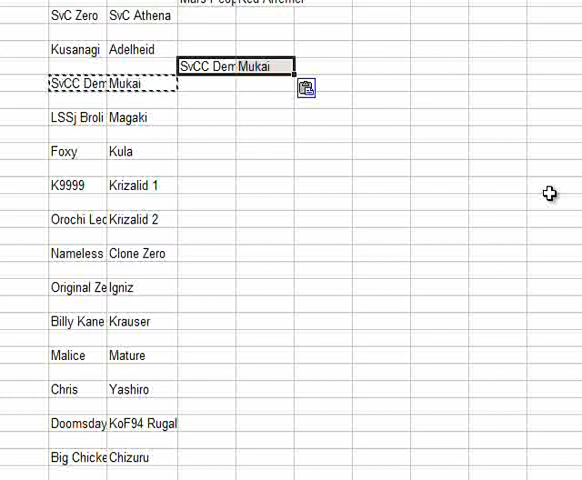 SvC Zero SvC Athena
Kusanagi Adelheid
SvCC Dem Mukai
SvCC Dem Mukai
LSSj Broli Magaki
Foxy Kula
K9999 Krizalid 1
Orochi Leo Krizalid 2
Nameless Clone Zero
Original Ze Igniz
Billy Kane Krauser
Malice Mature
Chris Yashiro
Doomsday KoF94 Rugal
Big Chicke Chizuru